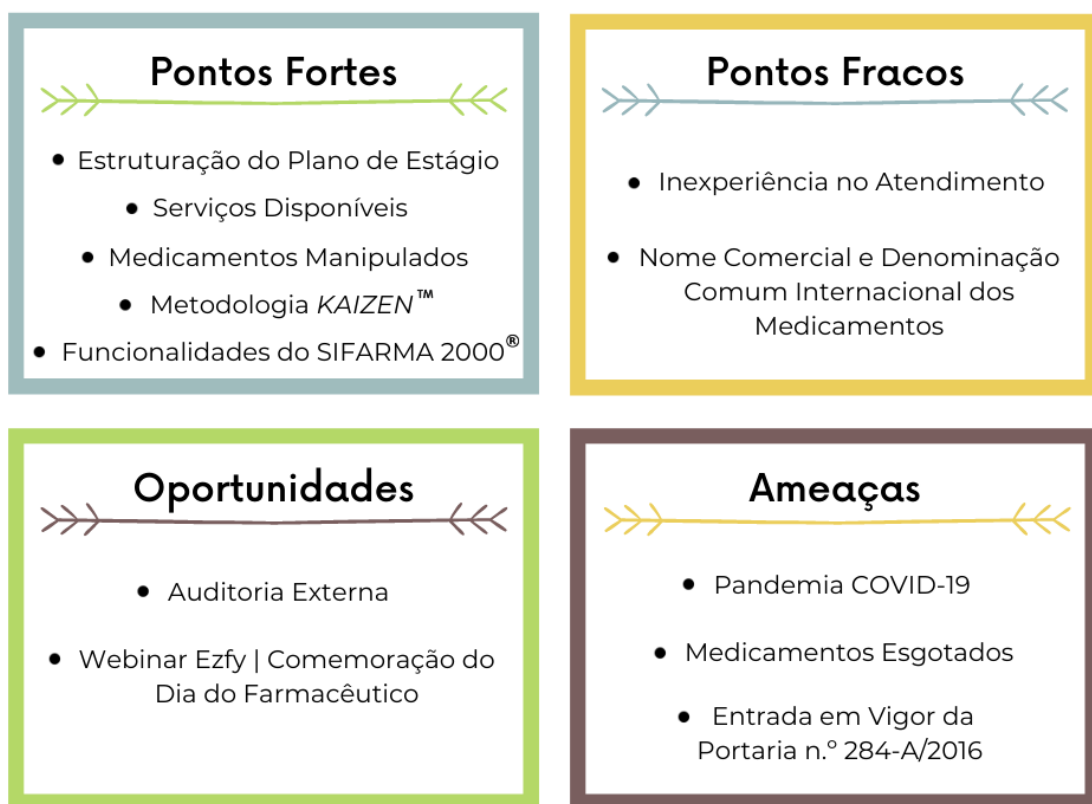 Pontos Fortes
• Estruturação do Plano de Estágio
• Serviços Disponíveis
• Medicamentos Manipulados
• Metodologia KAIZEN™
• Funcionalidades do SIFARMA 2000®
Pontos Fracos
• Inexperiência no Atendimento
• Nome Comercial e Denominação
Comum Internacional dos
Medicamentos
Oportunidades
• Auditoria Externa
• Webinar Ezfy | Comemoração do
Dia do Farmacêutico
Ameaças
• Pandemia COVID-19
• Medicamentos Esgotados
• Entrada em Vigor da
Portaria n.º 284-A/2016